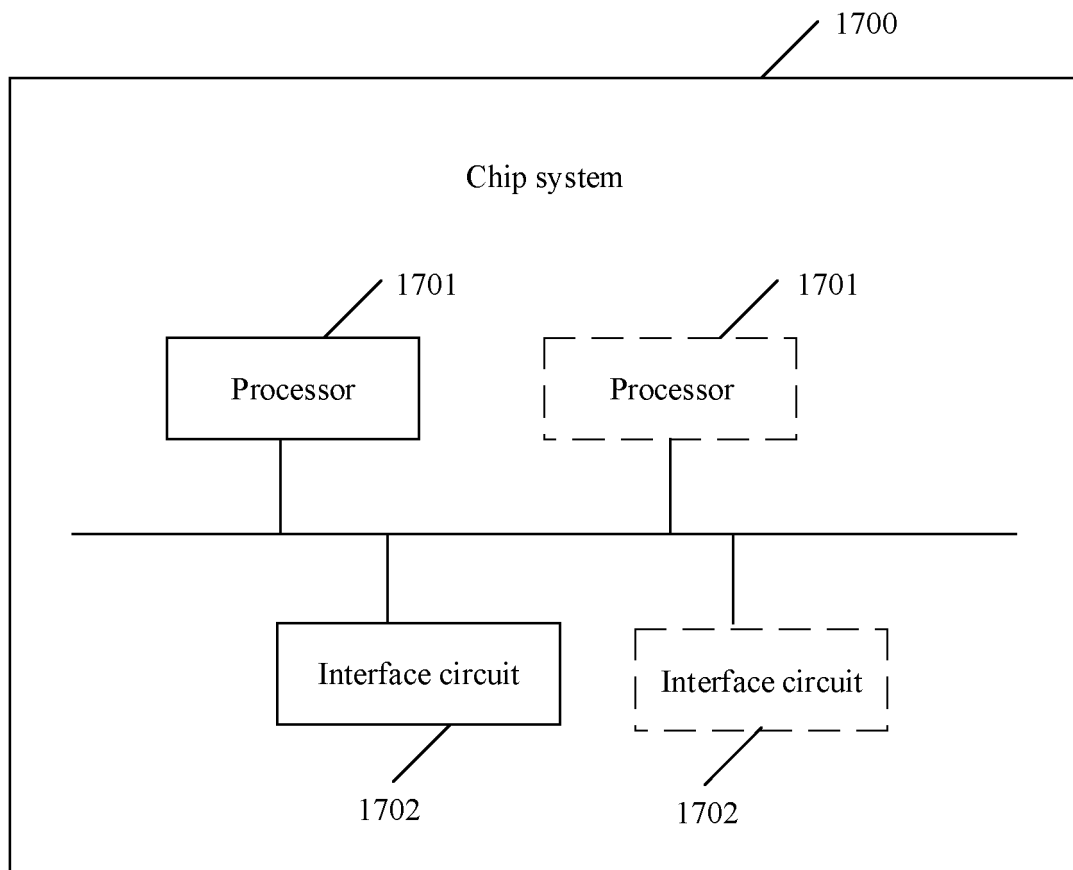 1700
Chip system
1701
1701
Processor
Processor
Interface circuit
Interface circuit
1702
1702